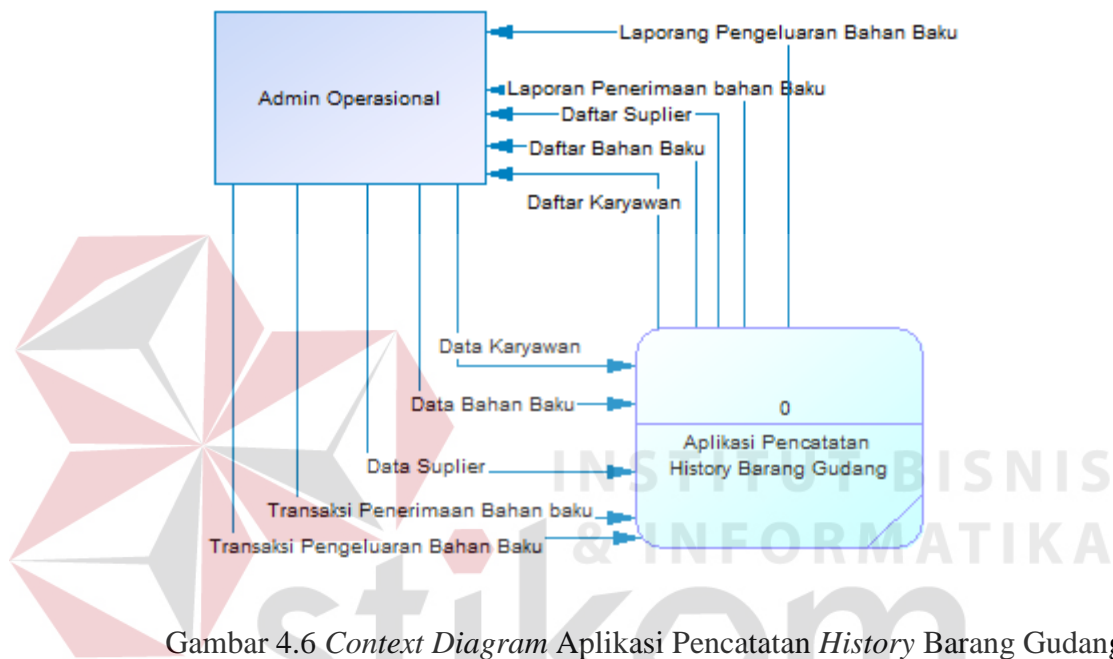 Laporang Pengeluaran Bahan Baku
Admin Operasional
Laporan Penerimaan bahan Baku
Daftar Suplier
Daftar Bahan Baku
Daftar Karyawan
Data Karyawan
Data Bahan Baku
0
Aplikasi Pencatatan
History Barang Gudang
Data Suplier
Transaksi Penerimaan Bahan baku
Transaksi Pengeluaran Bahan Baku
INSTITUT BISNIS
& INFORMATIKA
stikom
Gambar 4.6 Context Diagram Aplikasi Pencatatan History Barang Gudang